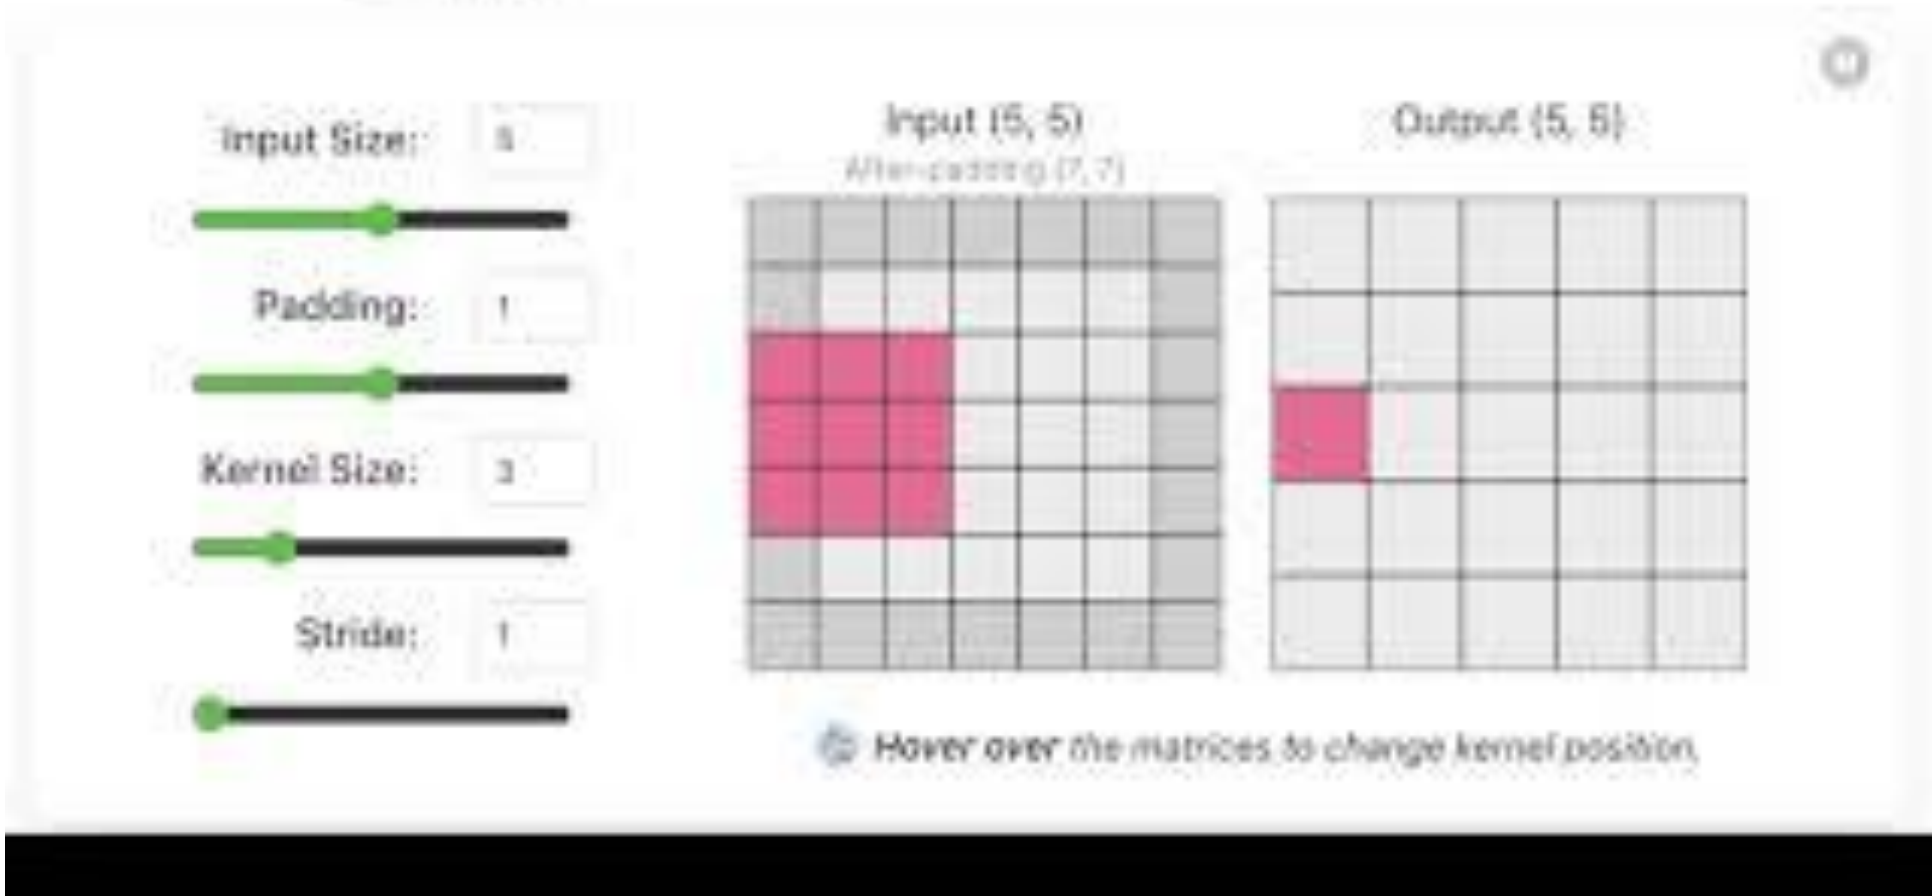 Input Size: 5
Padding: 1
Kernel Size: 3
Stride: 1
Input (5, 5)
After-padding (7, 7)
Output (5, 5)
Hover over the matrices to change kernel position.